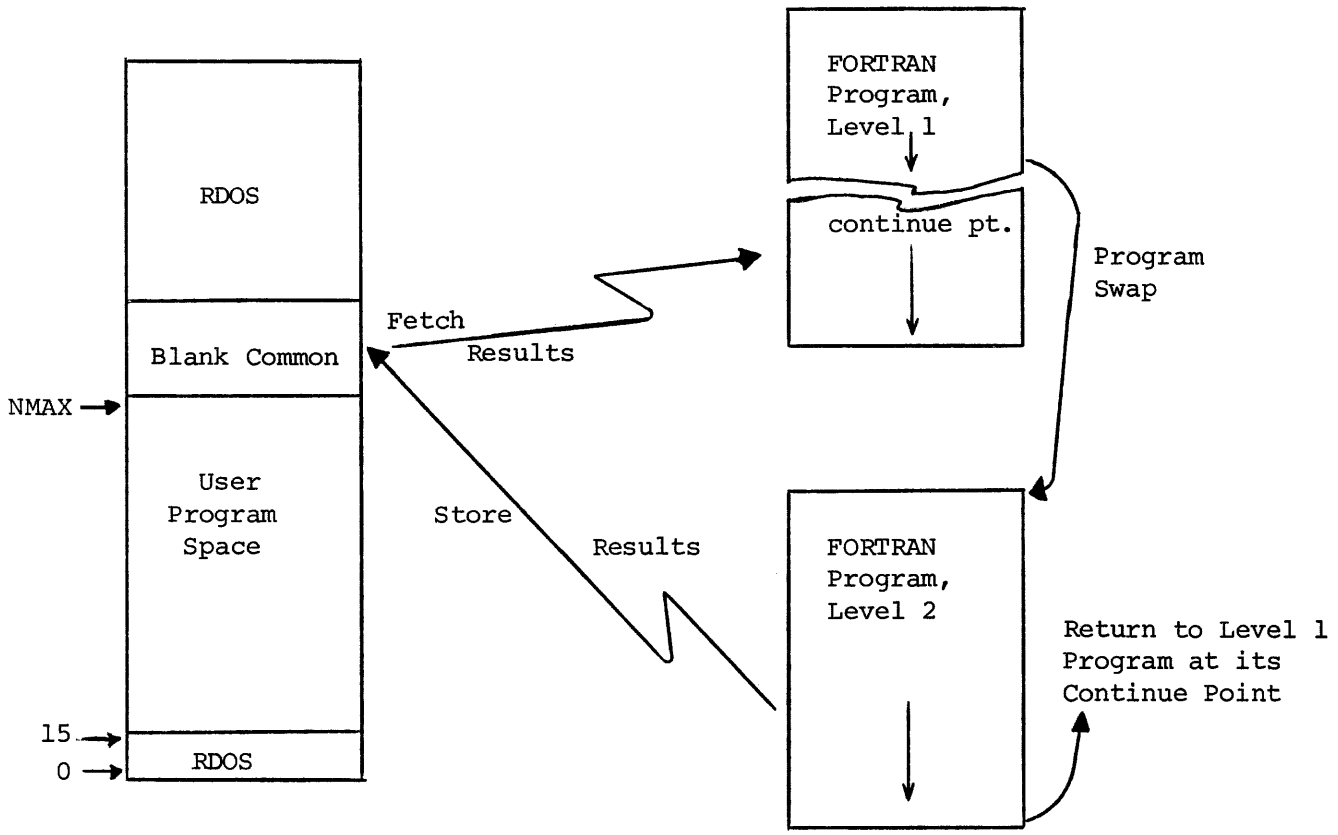 RDOS
Blank Common
NMAX
User
Program
Space
15
0
RDOS
Fetch
Results
Store
Results
FORTRAN
Program,
Level 1
continue pt.
Program
Swap
FORTRAN
Program,
Level 2
Return to Level 1
Program at its
Continue Point